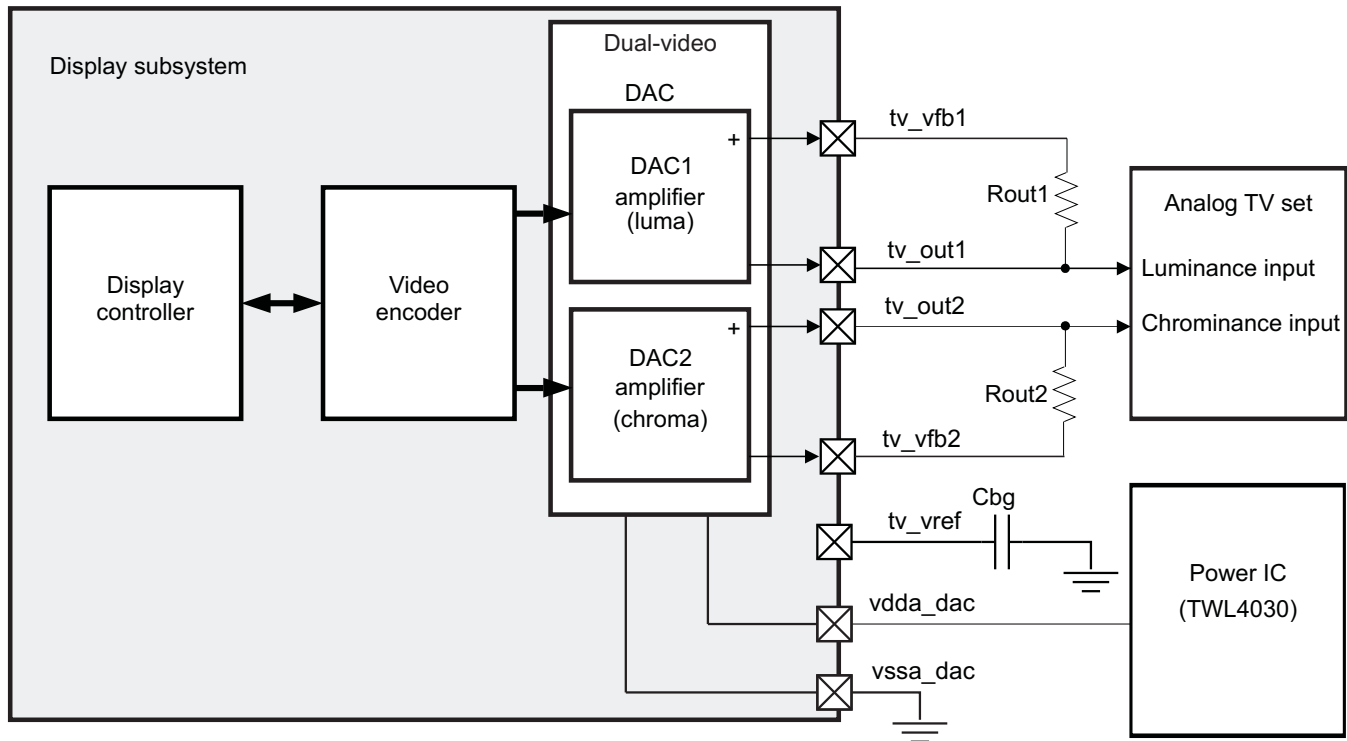 Display subsystem
Dual-video
DAC
DAC1
amplifier
(luma)
+
DAC2
amplifier
(chroma)
+
Display
controller
Video
encoder
tv_vfb1
Rout1
tv_out1
tv_out2
Rout2
tv_vfb2
Analog TV set
Luminance input
Chrominance input
tv_vref
Cbg
vdda_dac
vssa_dac
Power IC
(TWL4030)